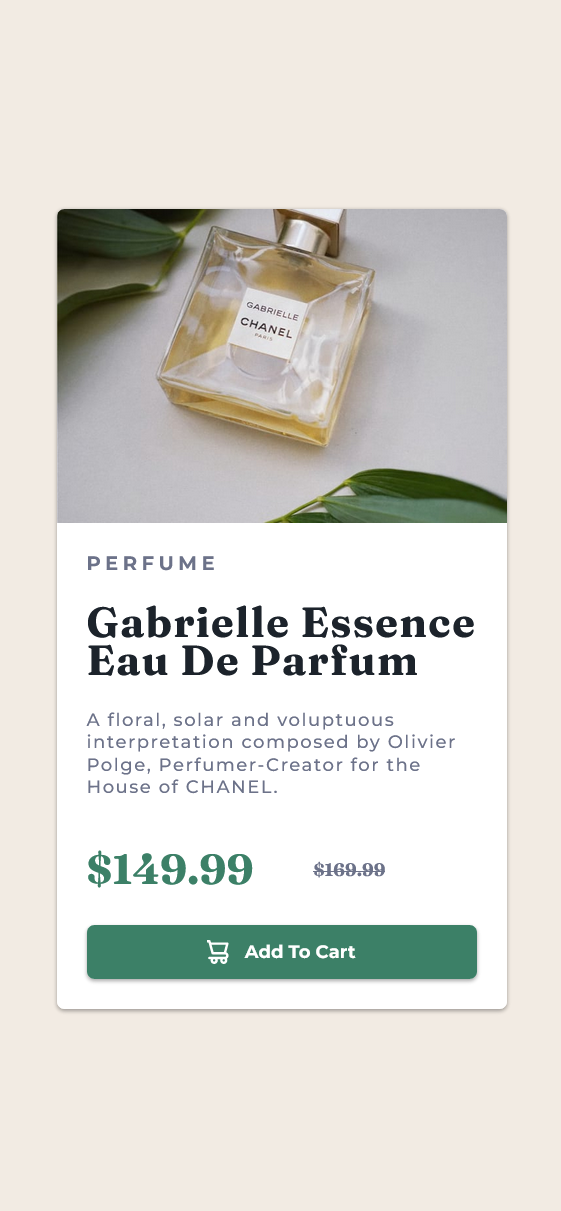 GABRIELLE
CHANEL
PARIS
PERFUME
Gabrielle Essence
Eau De Parfum
A floral, solar and voluptuous
interpretation composed by Olivier
Polge, Perfumer-Creator for the
House of CHANEL.
$149.99 $169.99
Add To Cart